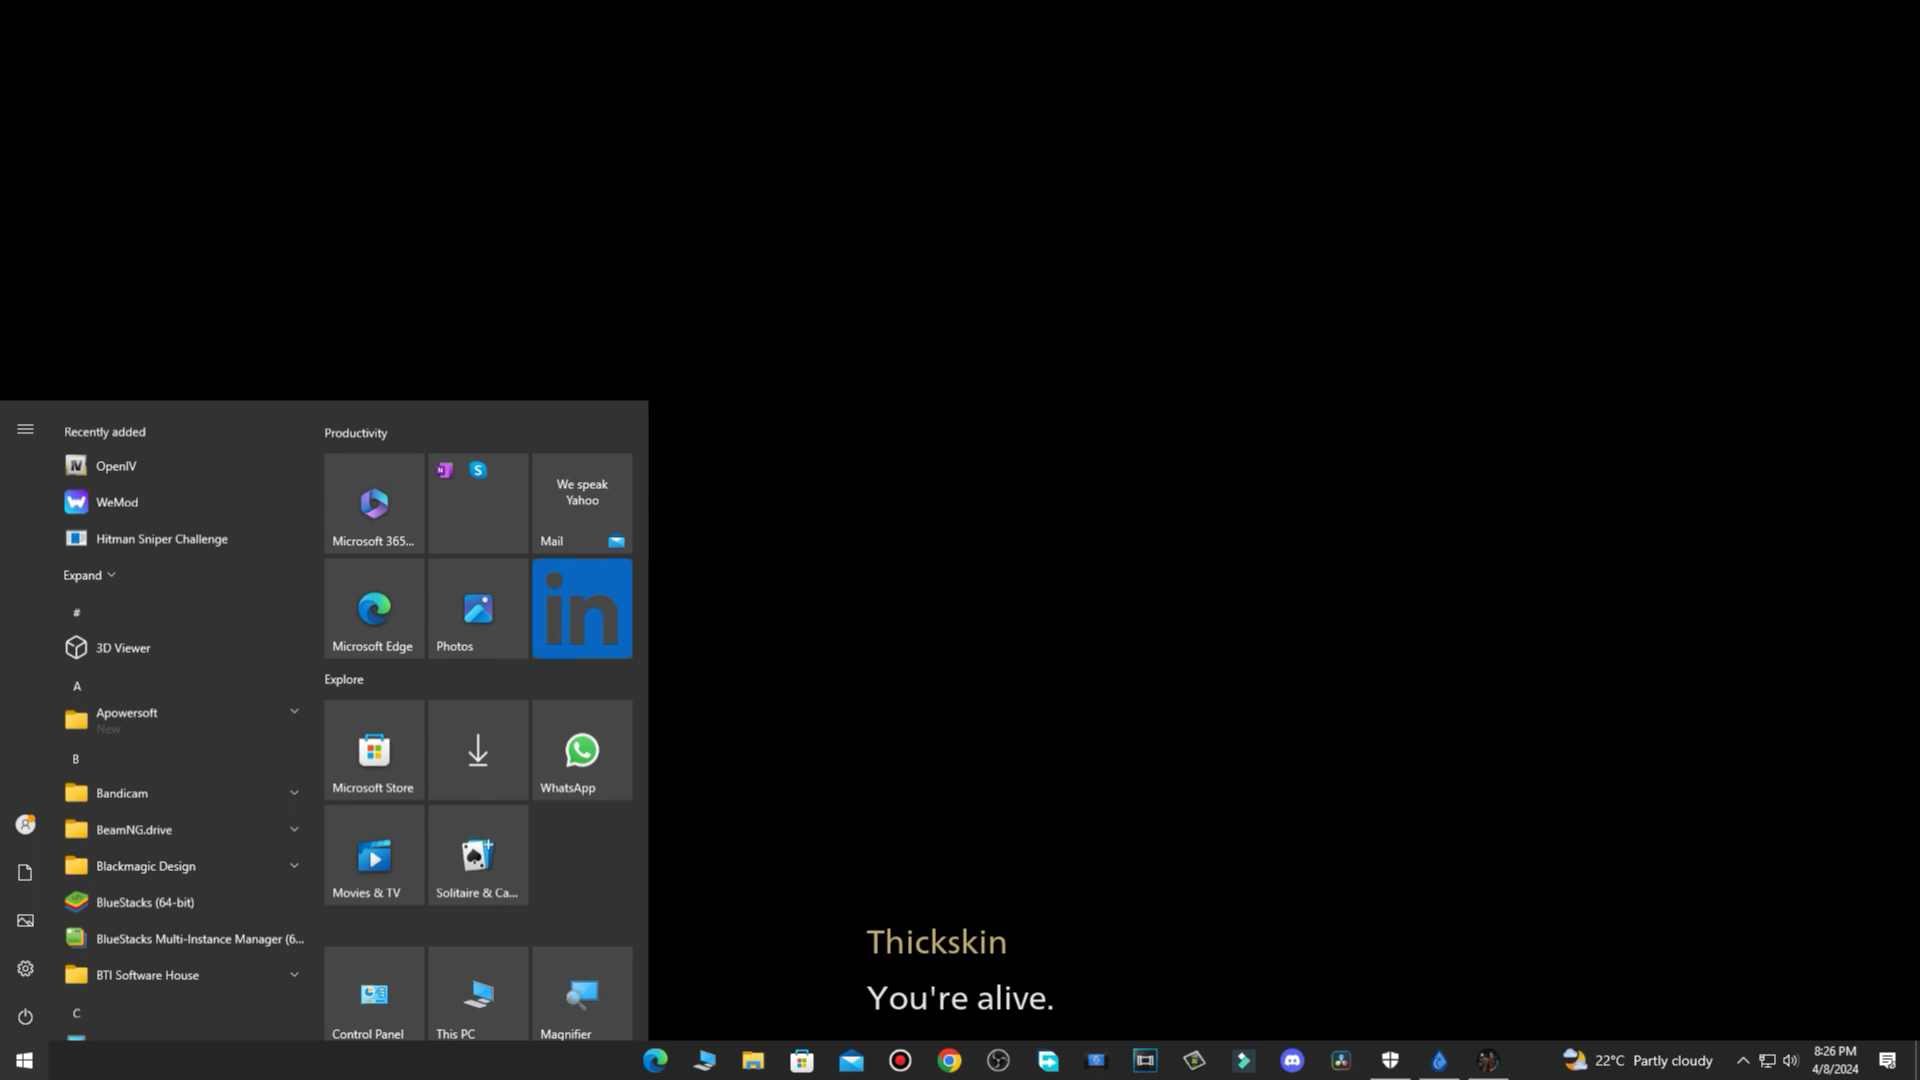 Recently added
OpenIV
WeMod
Hitman Sniper Challenge
Expand
#
3D Viewer
A
Apowersoft
New
B
Bandicam
BeamNG.drive
Blackmagic Design
BlueStacks (64-bit)
BlueStacks Multi-Instance Manager (6...
BTI Software House
C
Productivity
Microsoft 365...
We speak
Yahoo
Mail
Microsoft Edge
Photos
in
Explore
Microsoft Store
WhatsApp
Movies & TV
Solitaire & Ca...
Control Panel
This PC
Magnifier
Thickskin
You're alive.
22°C Partly cloudy
8:26 PM
4/8/2024